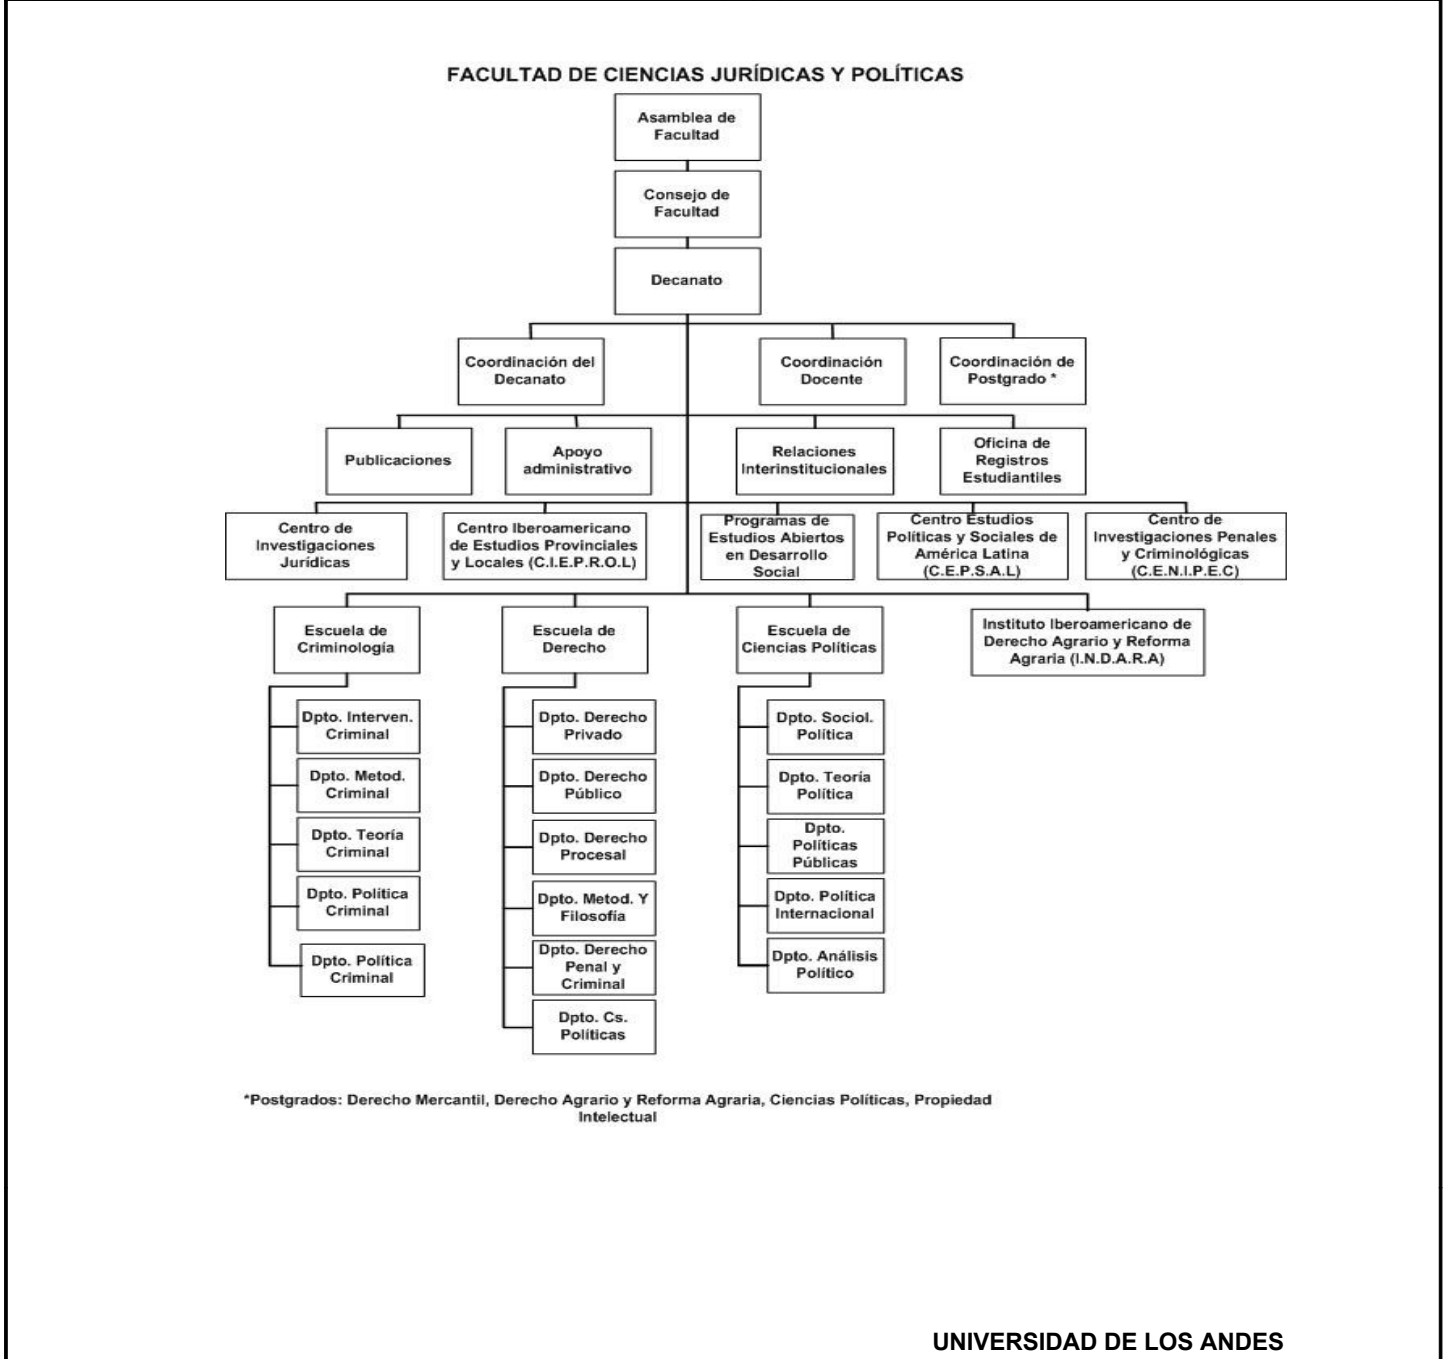 FACULTAD DE CIENCIAS JURÍDICAS Y POLÍTICAS
Asamblea de
Facultad
Consejo de
Facultad
Decanato
Coordinación del
Decanato
Coordinación
Docente
Coordinación de
Postgrado *
Publicaciones
Apoyo
administrativo
Relaciones
Interinstitucionales
Oficina de
Registros
Estudiantiles
Centro de
Investigaciones
Jurídicas
Centro Iberoamericano
de Estudios Provinciales
y Locales (C.I.E.P.R.O.L)
Programas de
Estudios Abiertos
en Desarrollo
Social
Centro Estudios
Políticas y Sociales de
América Latina
(C.E.P.S.A.L)
Centro de
Investigaciones Penales
y Criminológicas
(C.E.N.I.P.E.C)
Escuela de
Criminología
Escuela de
Derecho
Escuela de
Ciencias Políticas
Instituto Iberoamericano de
Derecho Agrario y Reforma
Agraria (I.N.D.A.R.A)
Dpto. Interven.
Criminal
Dpto. Metod.
Criminal
Dpto. Teoría
Criminal
Dpto. Política
Criminal
Dpto. Política
Criminal
Dpto. Derecho
Privado
Dpto. Derecho
Público
Dpto. Derecho
Procesal
Dpto. Metod. Y
Filosofía
Dpto. Derecho
Penal y
Criminal
Dpto. Cs.
Políticas
Dpto. Sociol.
Política
Dpto. Teoría
Política
Dpto.
Políticas
Públicas
Dpto. Política
Internacional
Dpto. Análisis
Político
*Postgrados: Derecho Mercantil, Derecho Agrario y Reforma Agraria, Ciencias Políticas, Propiedad
Intelectual
UNIVERSIDAD DE LOS ANDES